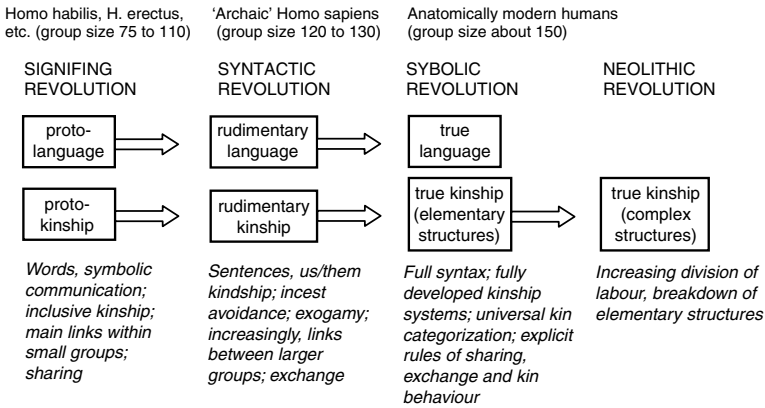 Homo habilis, H. erectus,
etc. (group size 75 to 110)
'Archaic' Homo sapiens
(group size 120 to 130)
Anatomically modern humans
(group size about 150)
SIGNIFING
REVOLUTION
SYNTACTIC
REVOLUTION
SYBOLIC
REVOLUTION
NEOLITHIC
REVOLUTION
proto-
language
rudimentary
language
true
language
proto-
kinship
rudimentary
kinship
true kinship
(elementary
structures)
true kinship
(complex
structures)
Words, symbolic
communication;
inclusive kinship;
main links within
small groups;
sharing
Sentences, us/them
kindship; incest
avoidance; exogamy;
increasingly, links
between larger
groups; exchange
Full syntax; fully
developed kinship
systems; universal kin
categorization; explicit
rules of sharing,
exchange and kin
behaviour
Increasing division of
labour, breakdown of
elementary structures